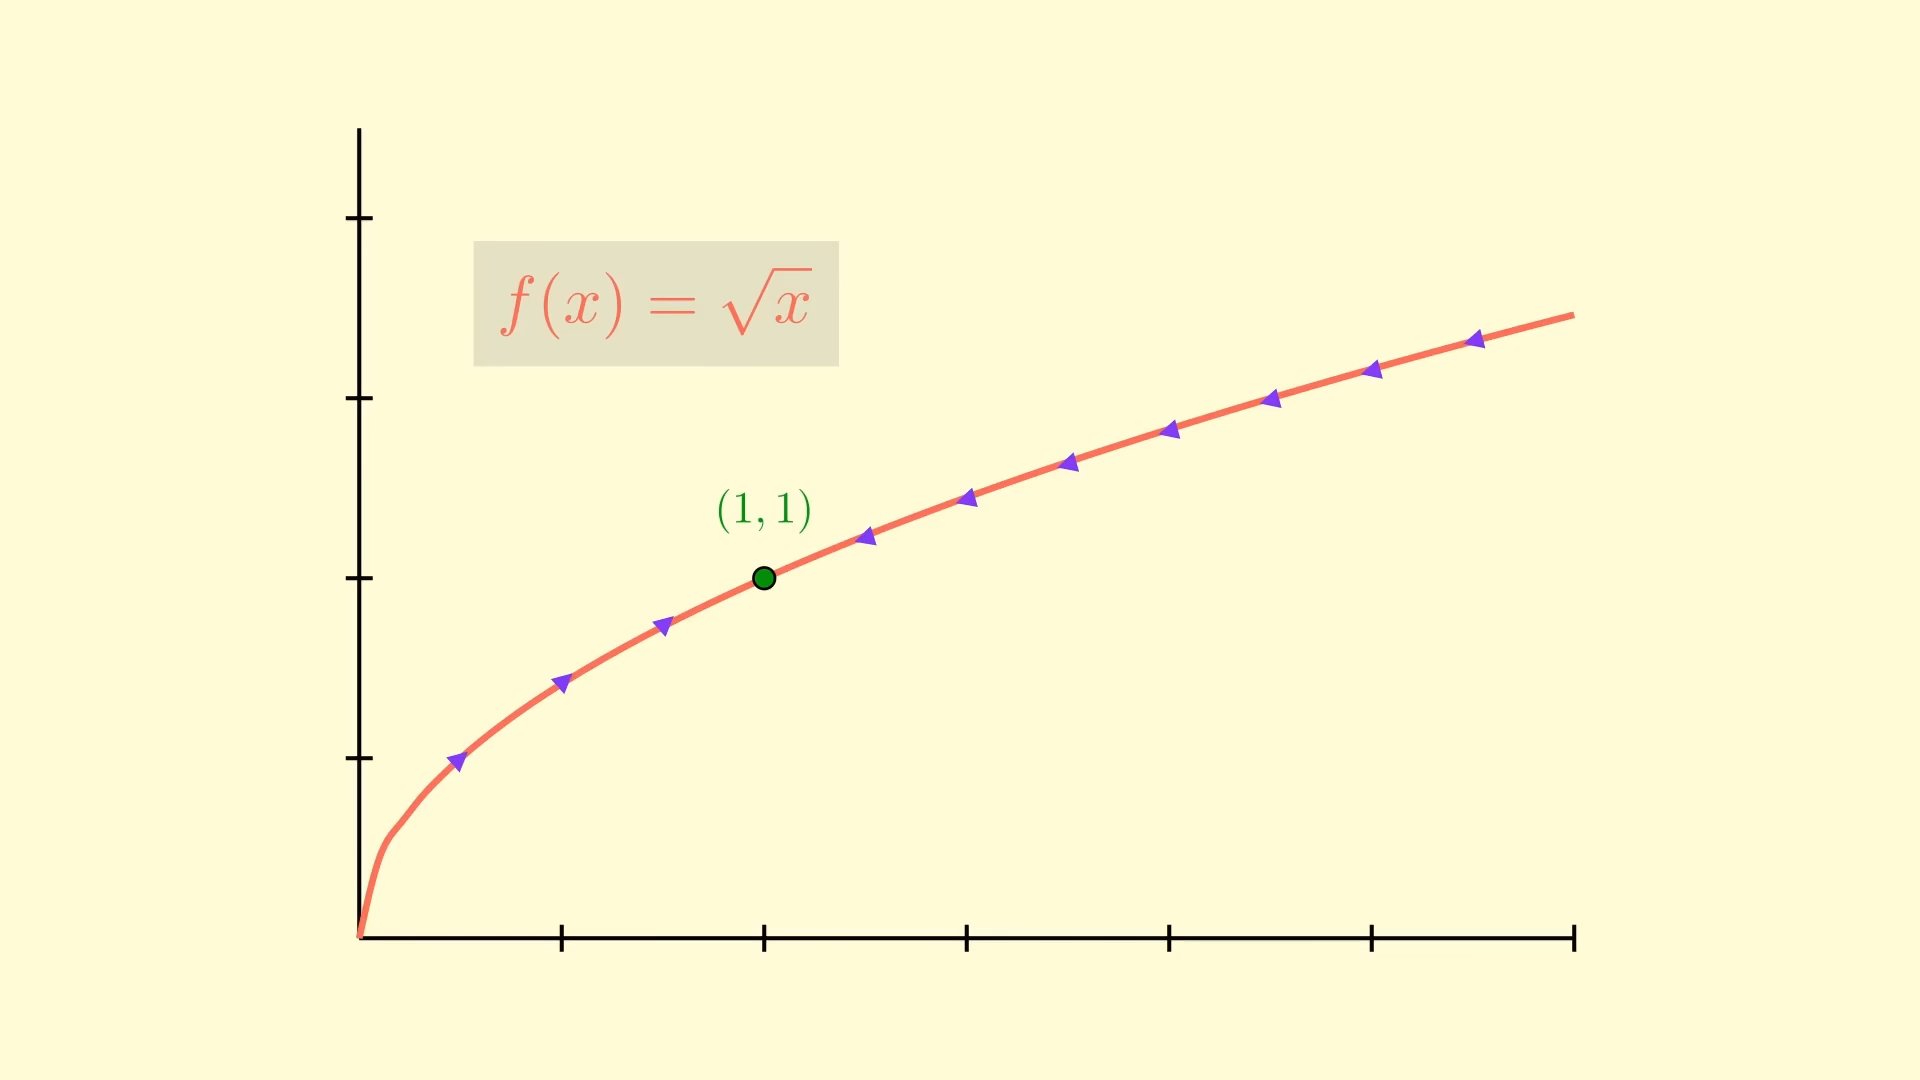 f(x) = √x
(1, 1)